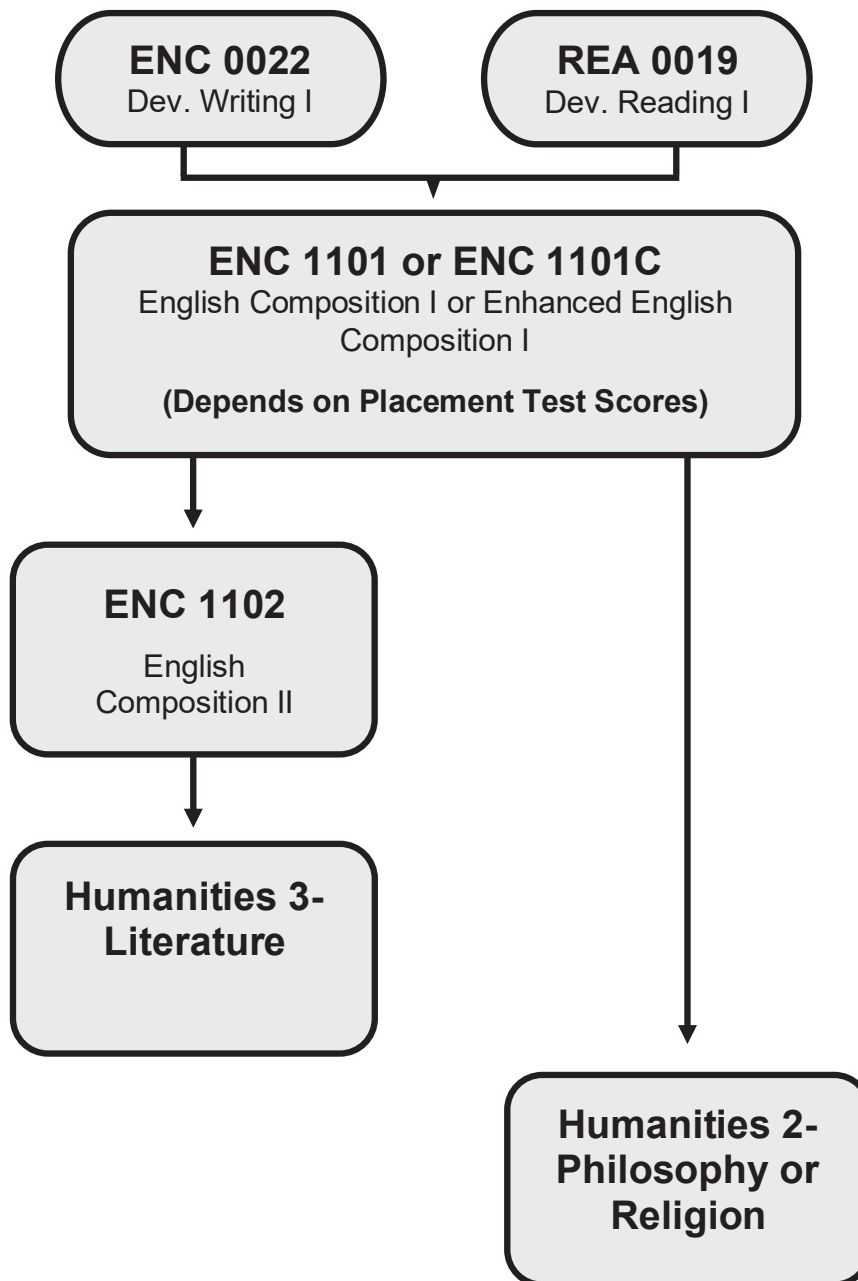 ENC 0022
Dev. Writing I
REA 0019
Dev. Reading I
ENC 1101 or ENC 1101C
English Composition I or Enhanced English
Composition I
(Depends on Placement Test Scores)
ENC 1102
English
Composition II
Humanities 3-
Literature
Humanities 2-
Philosophy or
Religion